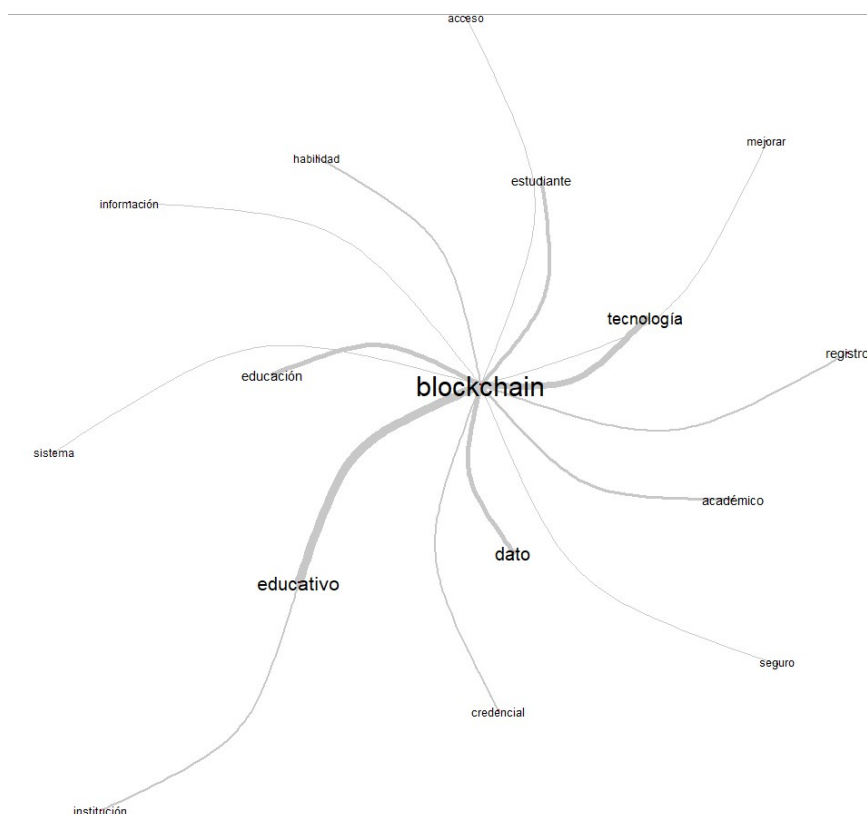 acceso
mejorar
habilidad
estudiante
información
tecnología
registro
educación
blockchain
sistema
académico
dato
educativo
seguro
credencial
institución